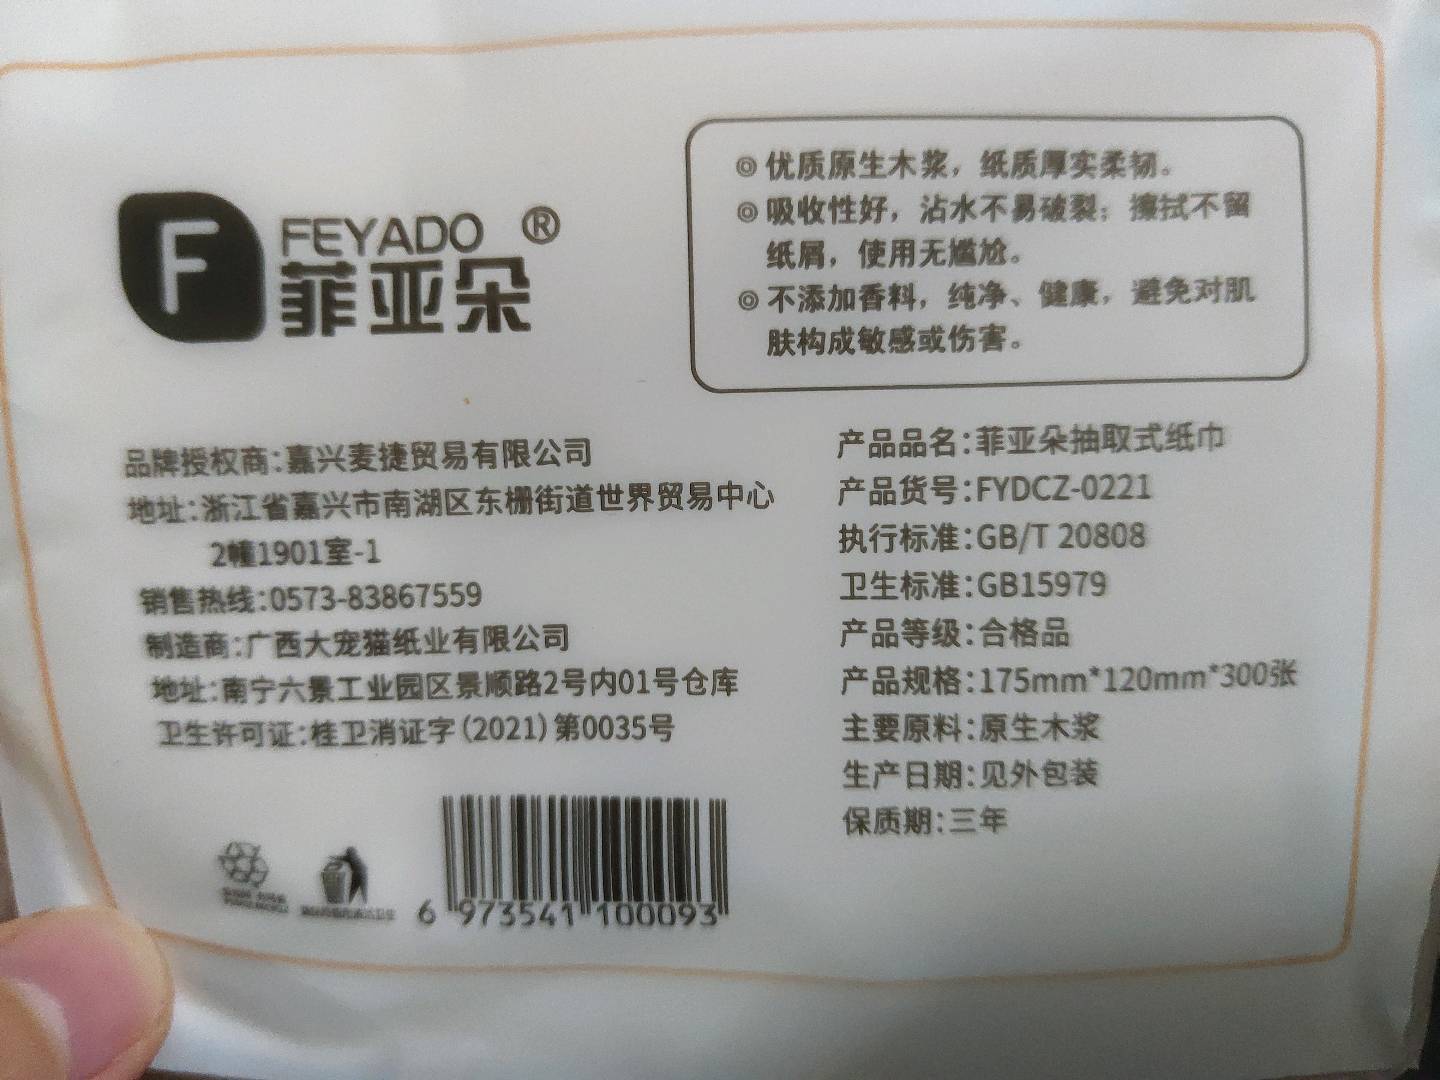 F
FEYADO ®
菲亚朵
◎ 优质原生木浆，纸质厚实柔韧。
◎ 吸收性好，沾水不易破裂；擦拭不留
纸屑，使用无尴尬。
◎ 不添加香料，纯净、健康，避免对肌
肤构成敏感或伤害。
品牌授权商:嘉兴麦捷贸易有限公司
地址:浙江省嘉兴市南湖区东栅街道世界贸易中心
2幢1901室-1
销售热线:0573-83867559
制造商:广西大宠猫纸业有限公司
地址:南宁六景工业园区景顺路2号内01号仓库
卫生许可证:桂卫消证字(2021)第0035号
产品品名:菲亚朵抽取式纸巾
产品货号:FYDCZ-0221
执行标准:GB/T 20808
卫生标准:GB15979
产品等级:合格品
产品规格:175mm*120mm*300张
主要原料:原生木浆
生产日期:见外包装
保质期:三年
6 973541 100093